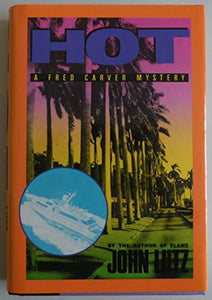 HOT
A FRED CARVER MYSTERY
BY THE AUTHOR OF FLAME
JOHN LUTZ